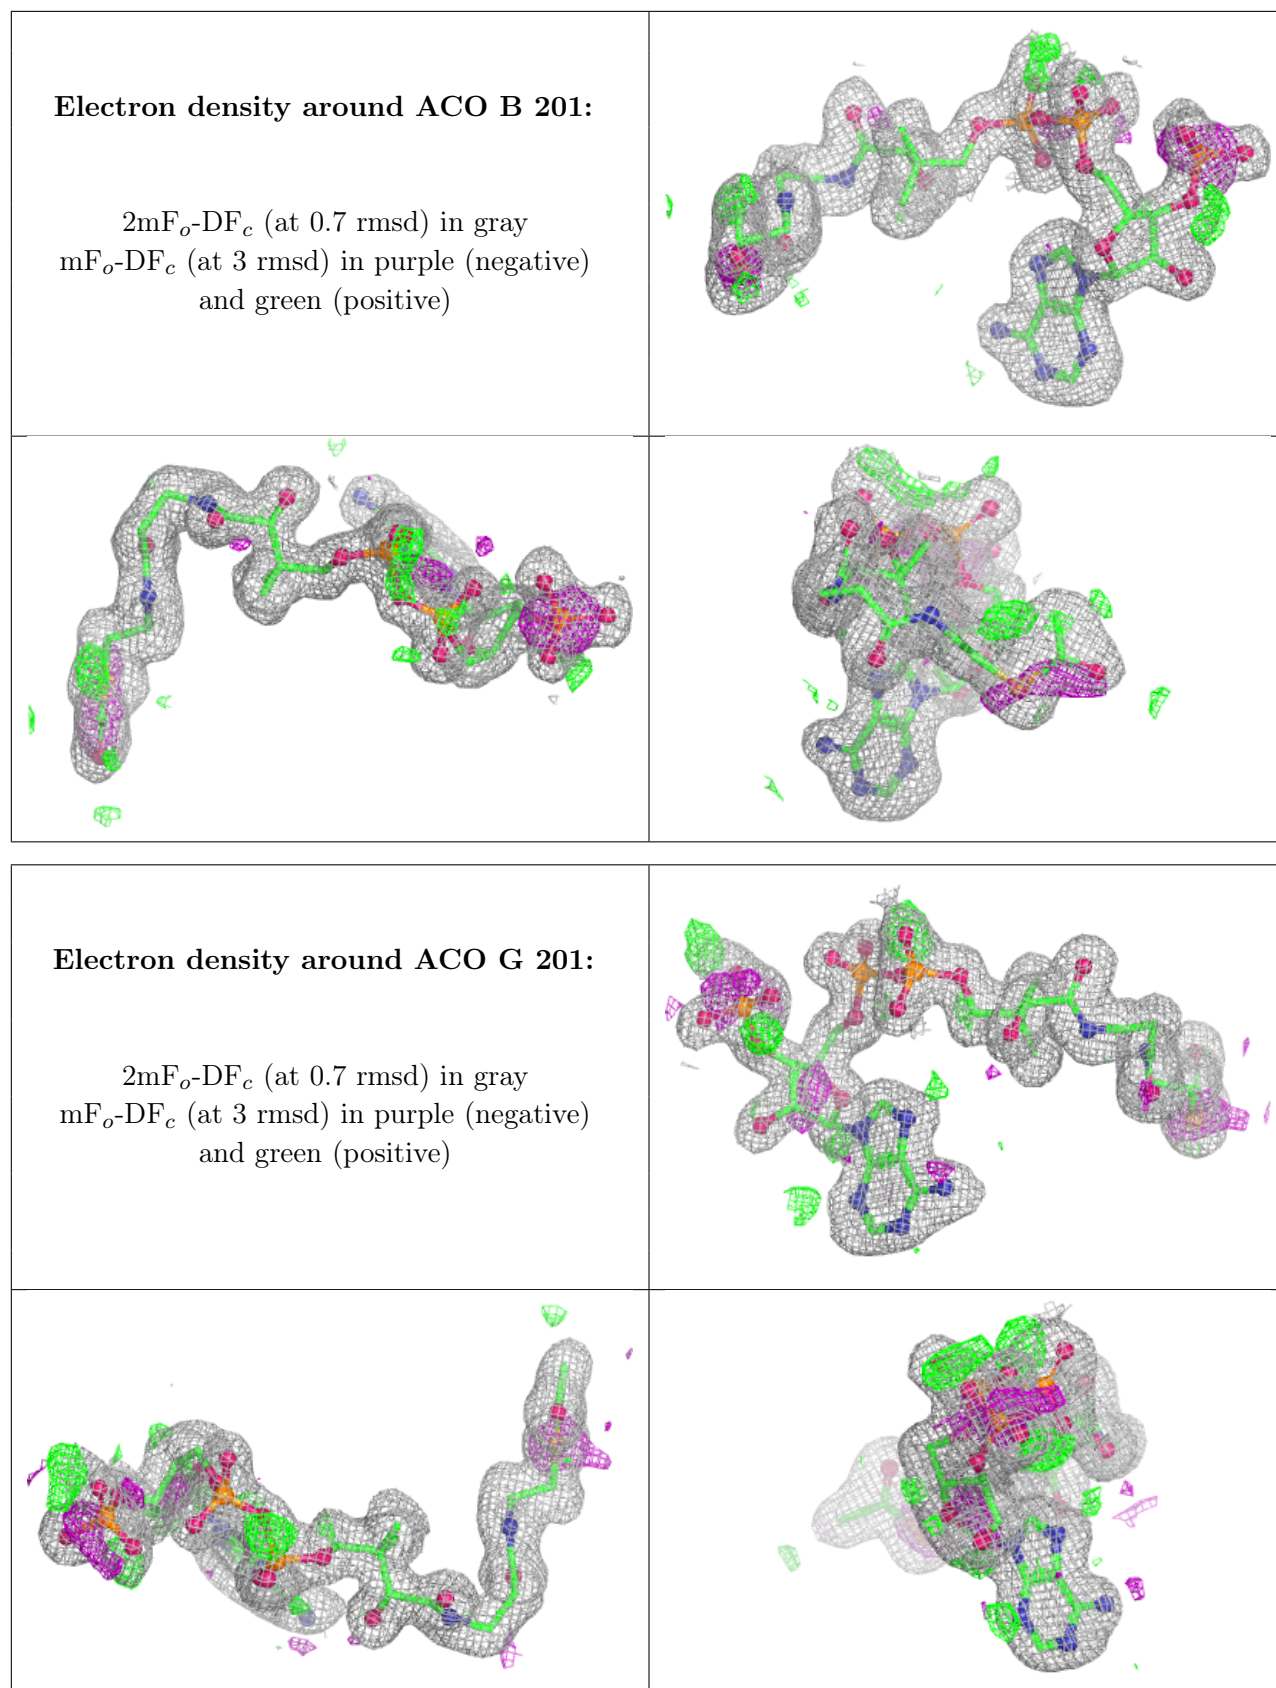 Electron density around ACO B 201:
2mFo-DFc (at 0.7 rmsd) in gray
mFo-DFc (at 3 rmsd) in purple (negative)
and green (positive)
Electron density around ACO G 201:
2mFo-DFc (at 0.7 rmsd) in gray
mFo-DFc (at 3 rmsd) in purple (negative)
and green (positive)